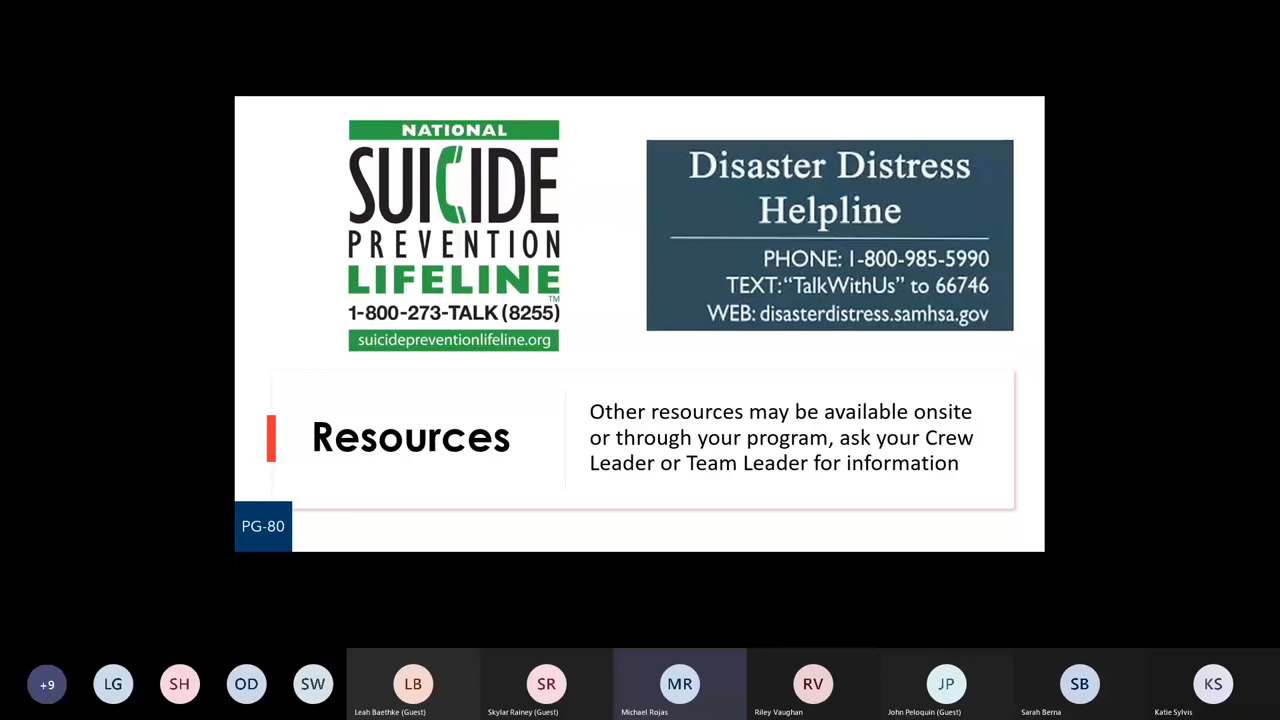 NATIONAL
SUICIDE
PREVENTION
LIFELINE
TM
1-800-273-TALK (8255)
suicidepreventionlifeline.org
Disaster Distress
Helpline
PHONE: 1-800-985-5990
TEXT:“TalkWithUs” to 66746
WEB: disasterdistress.samhsa.gov
Resources
Other resources may be available onsite
or through your program, ask your Crew
Leader or Team Leader for information
PG-80
+9
LG
SH
OD
SW
LB
SR
MR
RV
JP
SB
KS
Leah Baethke (Guest)
Skylar Rainey (Guest)
Michael Rojas
Riley Vaughan
John Peloquin (Guest)
Sarah Berna
Katie Sylvis